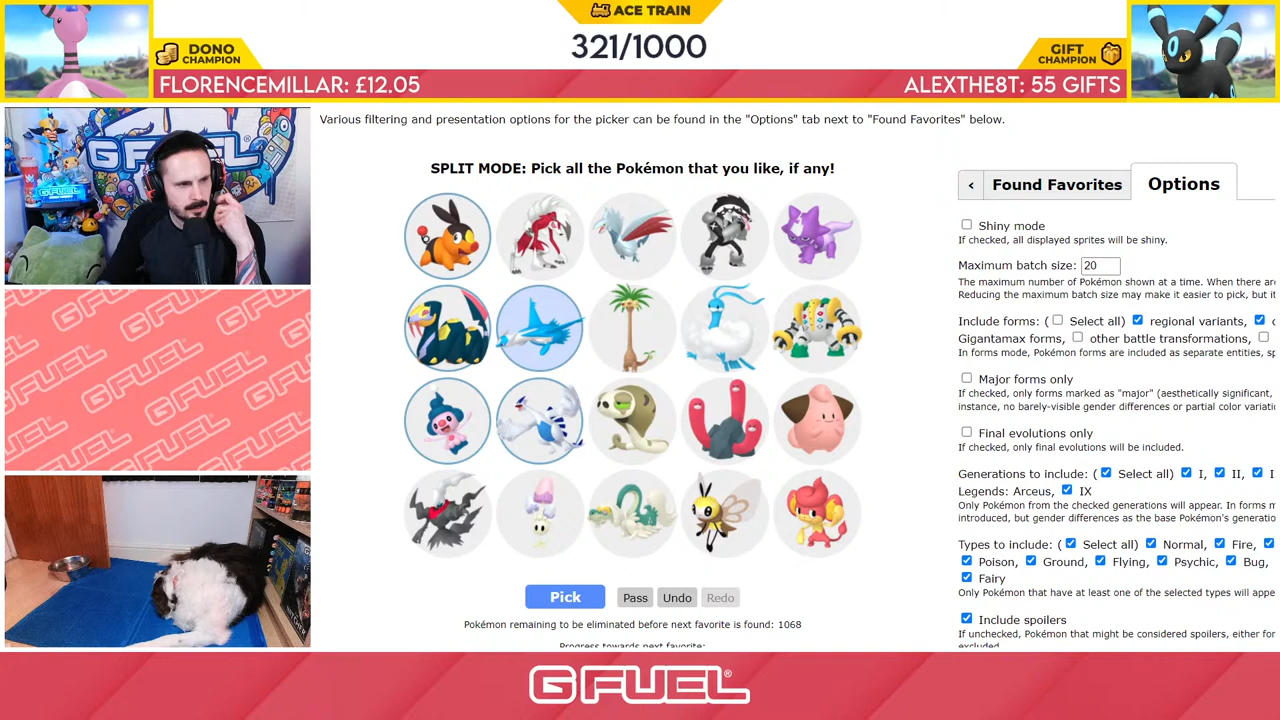 ACE TRAIN
321/1000
DONO
CHAMPION
GIFT
CHAMPION
FLORENCEMILLAR: £12.05
ALEXTHE8T: 55 GIFTS
Various filtering and presentation options for the picker can be found in the "Options" tab next to "Found Favorites" below.
SPLIT MODE: Pick all the Pokémon that you like, if any!
‹
Found Favorites
Options
Shiny mode
If checked, all displayed sprites will be shiny.
Maximum batch size: 20
The maximum number of Pokémon shown at a time. When there are
Reducing the maximum batch size may make it easier to pick, but it
Include forms: ( Select all) regional variants,
Gigantamax forms, other battle transformations,
In forms mode, Pokémon forms are included as separate entities, sp
Major forms only
If checked, only forms marked as "major" (aesthetically significant,
instance, no barely-visible gender differences or partial color variatio
Final evolutions only
If checked, only final evolutions will be included.
Generations to include: ( Select all) I, II, I
Legends: Arceus, IX
Only Pokémon from the checked generations will appear. In forms m
introduced, but gender differences as the base Pokémon's generatio
Types to include: ( Select all) Normal, Fire,
Poison, Ground, Flying, Psychic, Bug,
Fairy
Only Pokémon that have at least one of the selected types will appe
Include spoilers
If unchecked, Pokémon that might be considered spoilers, either for
excluded.
Pick
Pass
Undo
Redo
Pokémon remaining to be eliminated before next favorite is found: 1068
Progress towards next favorite:
G FUEL
G FUEL
G FUEL